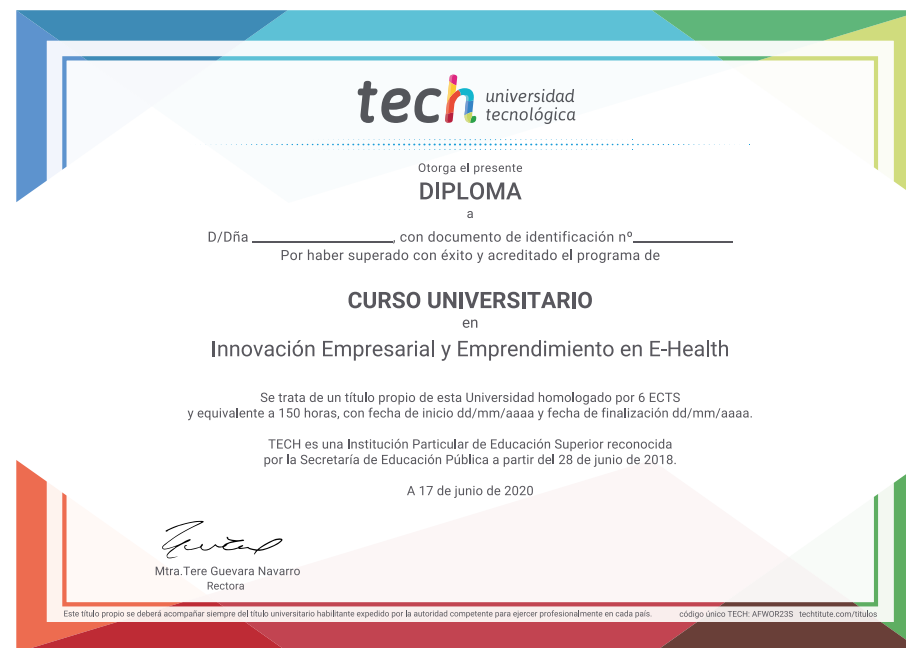 tech universidad
tecnológica
Otorga el presente
DIPLOMA
a
D/Dña ____________________, con documento de identificación nº______________
Por haber superado con éxito y acreditado el programa de
CURSO UNIVERSITARIO
en
Innovación Empresarial y Emprendimiento en E-Health
Se trata de un título propio de esta Universidad homologado por 6 ECTS
y equivalente a 150 horas, con fecha de inicio dd/mm/aaaa y fecha de finalización dd/mm/aaaa.
TECH es una Institución Particular de Educación Superior reconocida
por la Secretaría de Educación Pública a partir del 28 de junio de 2018.
A 17 de junio de 2020
Mtra.Tere Guevara Navarro
Rectora
Este título propio se deberá acompañar siempre del título universitario habilitante expedido por la autoridad competente para ejercer profesionalmente en cada país. código único TECH: AFWOR23S techtitute.com/titulos